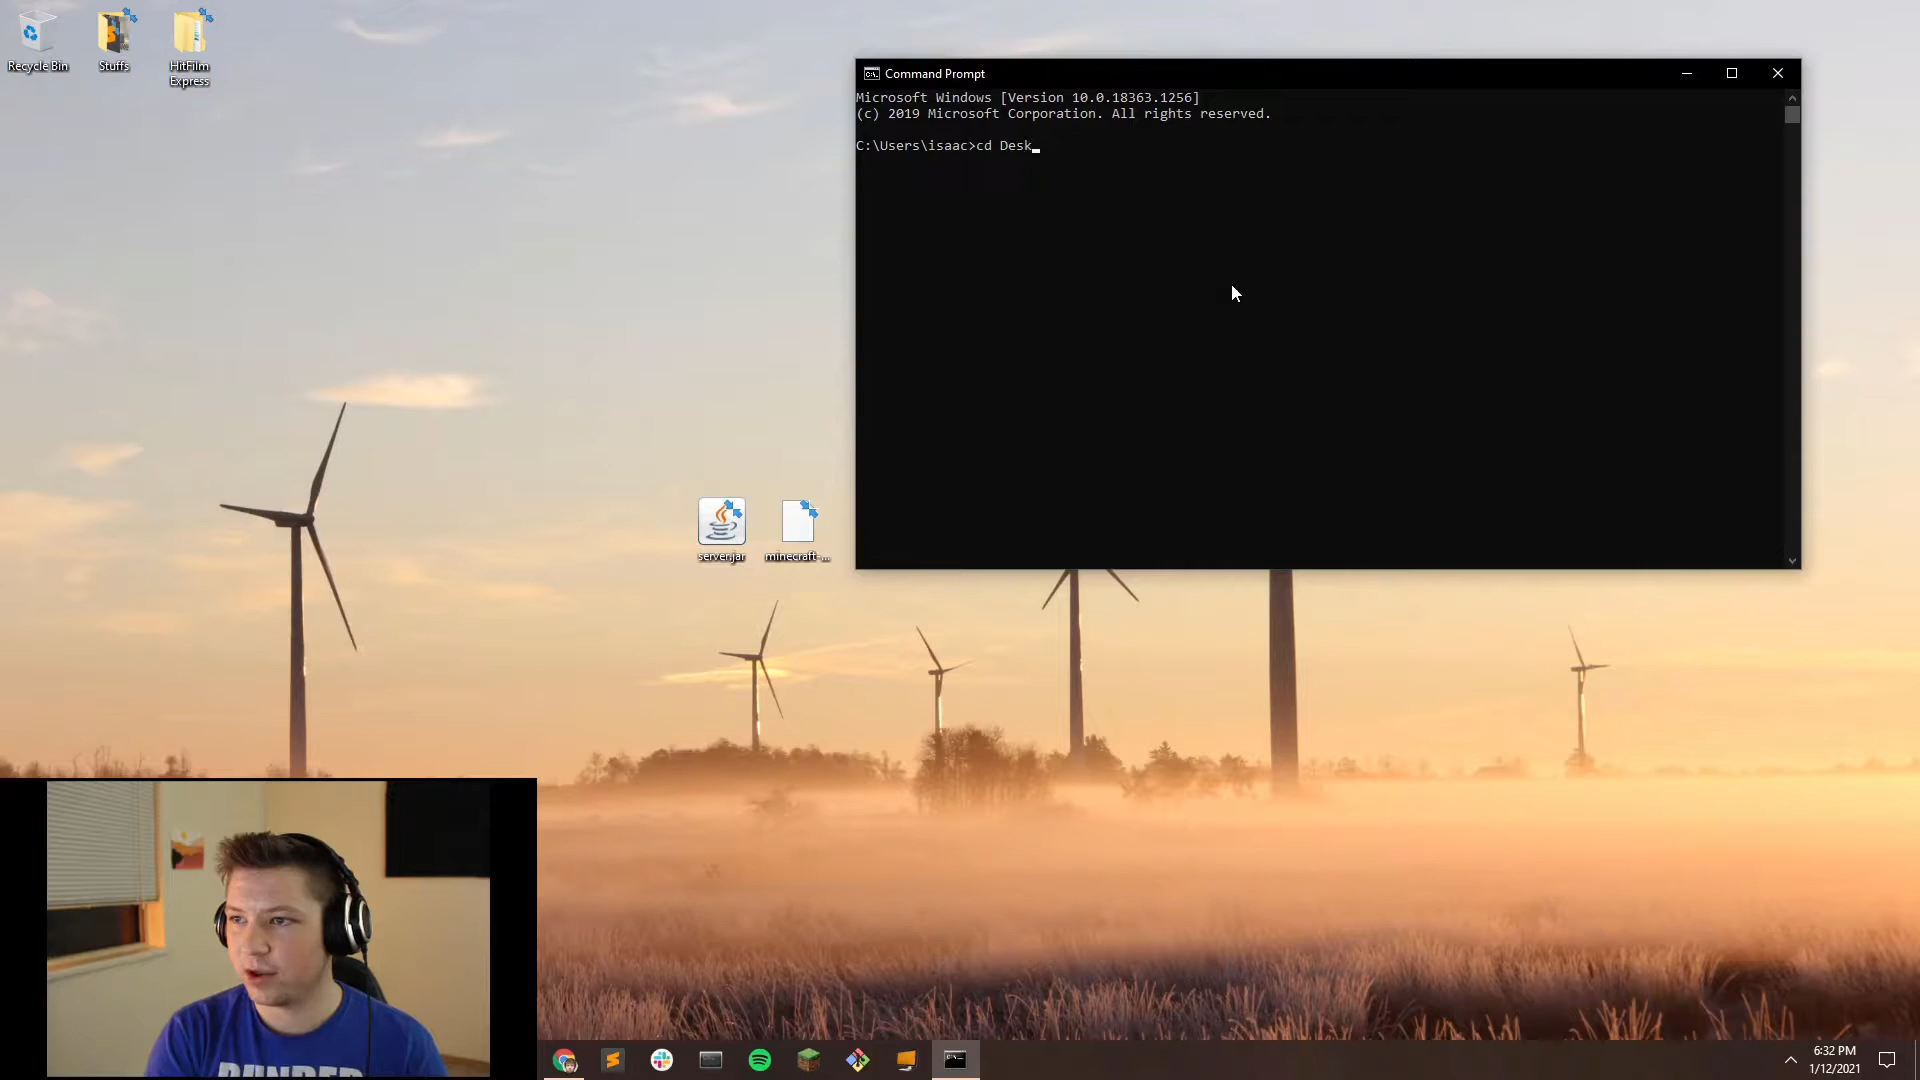 Recycle Bin
Stuffs
HitFilm
Express
Command Prompt
Microsoft Windows [Version 10.0.18363.1256]
(c) 2019 Microsoft Corporation. All rights reserved.
C:\Users\isaac>cd Desk_
server.jar
minecraft-...
6:32 PM
1/12/2021